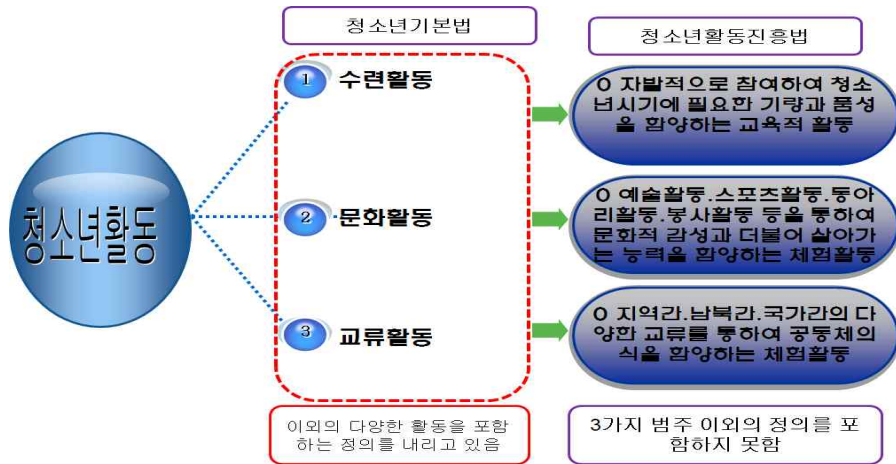 청소년기본법
청소년활동진흥법
청소년활동
1 수련활동
O 자발적으로 참여하여 청소
년시기에 필요한 기량과 품성
을 함양하는 교육적 활동
2 문화활동
O 예술활동.스포츠활동.동아
리활동.봉사활동 등을 통하여
문화적 감성과 더불어 살아가
는 능력을 함양하는 체험활동
3 교류활동
O 지역간.남북간.국가간의 다
양한 교류를 통하여 공동체의
식을 함양하는 체험활동
이외의 다양한 활동을 포함
하는 정의를 내리고 있음
3가지 범주 이외의 정의를 포
함하지 못함